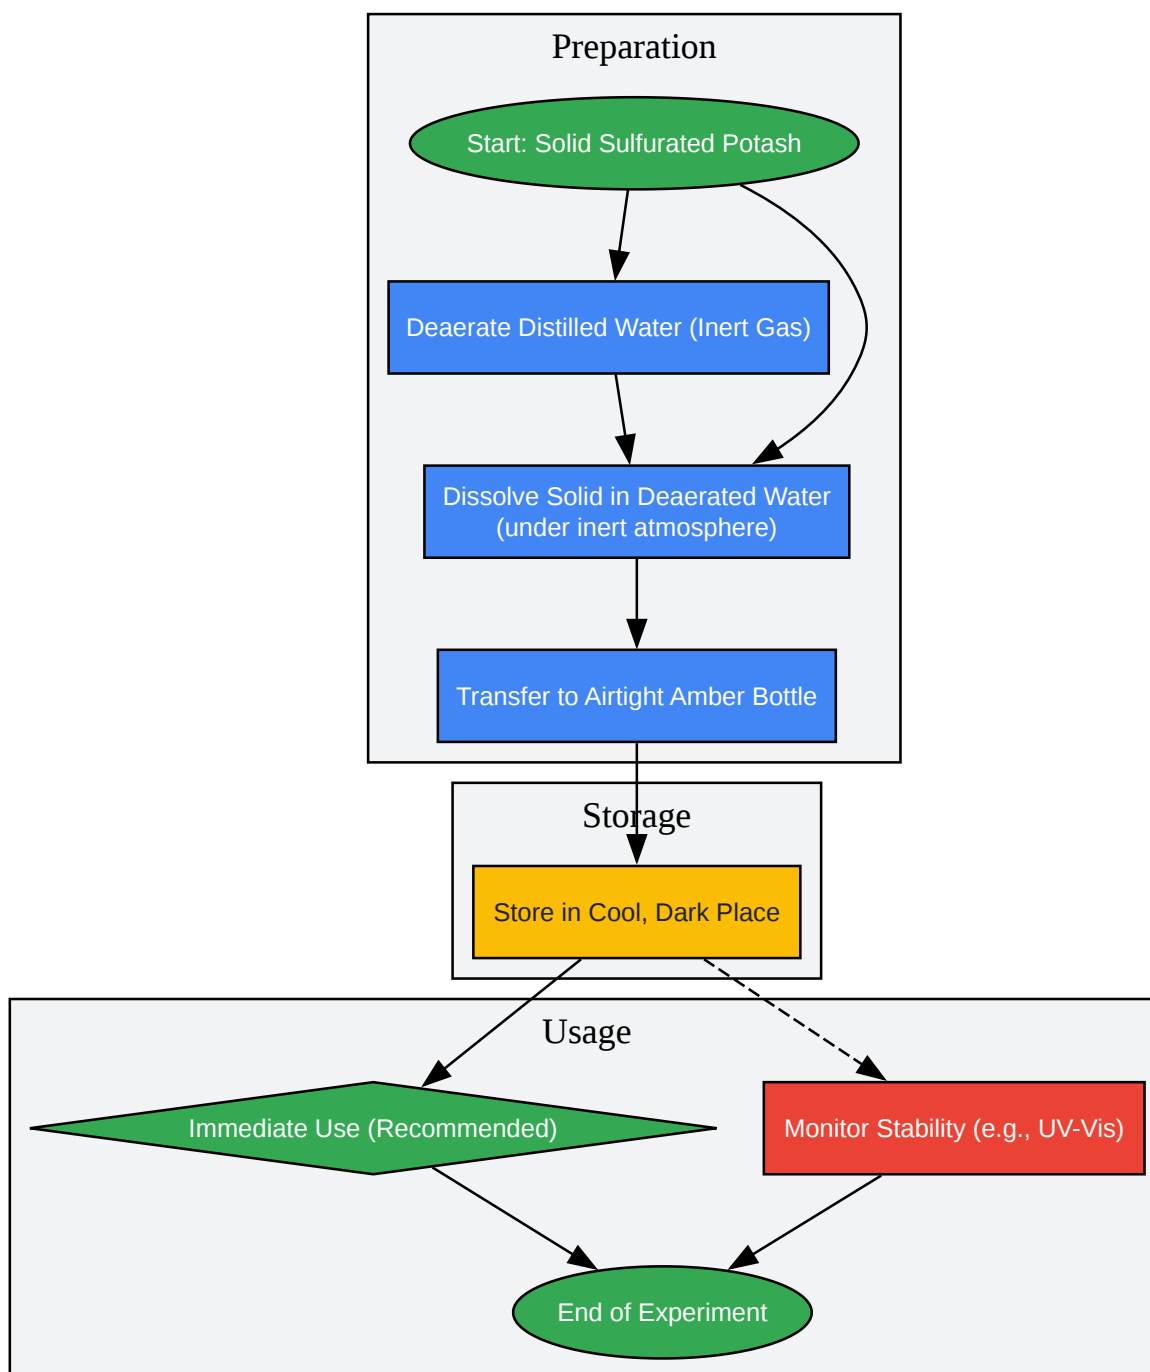 Preparation
Start: Solid Sulfurated Potash
Deaerate Distilled Water (Inert Gas)
Dissolve Solid in Deaerated Water
(under inert atmosphere)
Transfer to Airtight Amber Bottle
Storage
Store in Cool, Dark Place
Usage
Immediate Use (Recommended)
Monitor Stability (e.g., UV-Vis)
End of Experiment